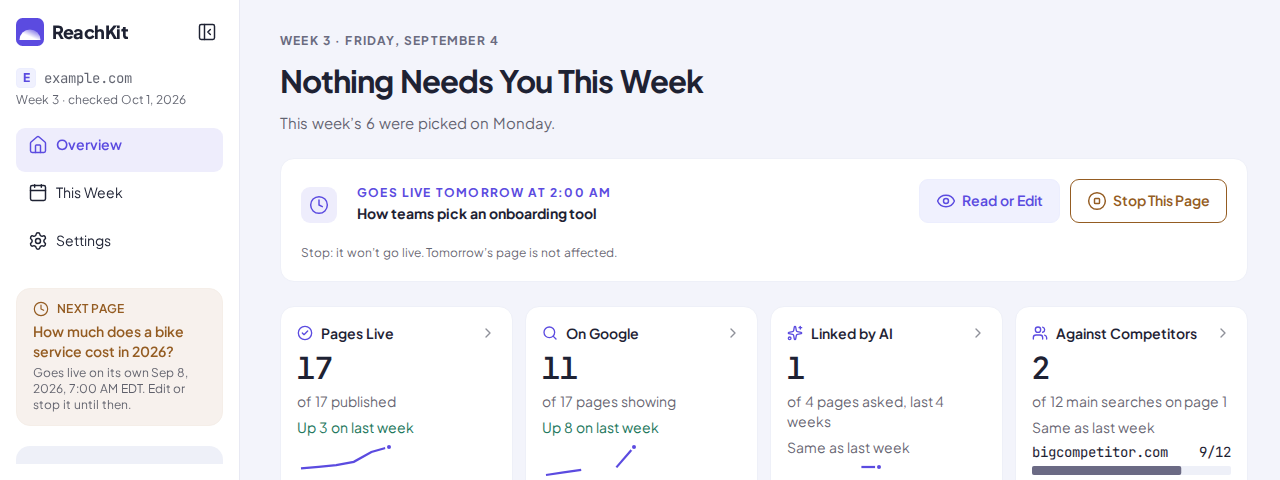 ReachKit
E example.com
Week 3 · checked Oct 1, 2026
Overview
This Week
Settings
NEXT PAGE
How much does a bike
service cost in 2026?
Goes live on its own Sep 8,
2026, 7:00 AM EDT. Edit or
stop it until then.
WEEK 3 · FRIDAY, SEPTEMBER 4
Nothing Needs You This Week
This week's 6 were picked on Monday.
GOES LIVE TOMORROW AT 2:00 AM
How teams pick an onboarding tool
Read or Edit
Stop This Page
Stop: it won't go live. Tomorrow's page is not affected.
Pages Live
17
of 17 published
Up 3 on last week
On Google
11
of 17 pages showing
Up 8 on last week
Linked by AI
1
of 4 pages asked, last 4
weeks
Same as last week
Against Competitors
2
of 12 main searches on page 1
Same as last week
bigcompetitor.com 9/12